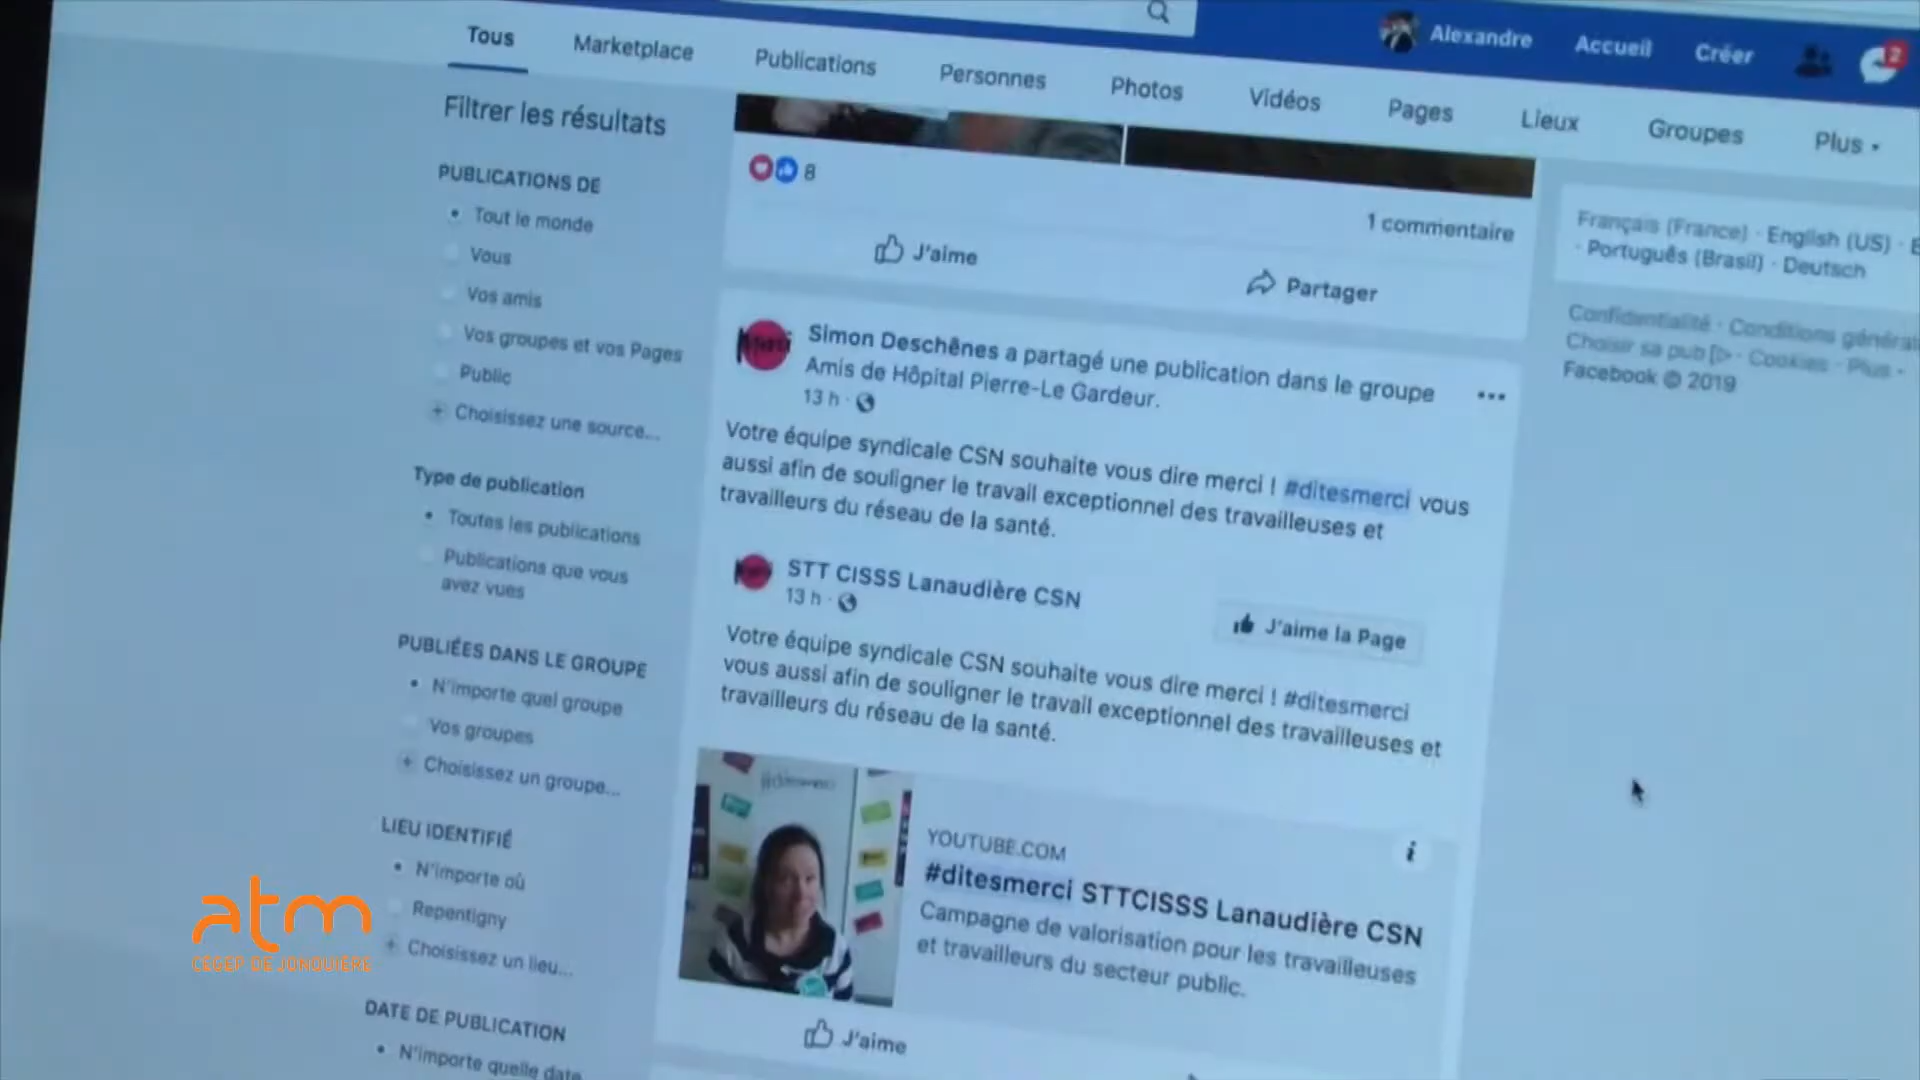 Alexandre
Accueil
Créer
2
Tous
Marketplace
Publications
Personnes
Photos
Vidéos
Pages
Lieux
Groupes
Plus
Filtrer les résultats
PUBLICATIONS DE
Tout le monde
Vous
Vos amis
Vos groupes et vos Pages
Public
+ Choisissez une source...
Type de publication
Toutes les publications
Publications que vous
avez vues
PUBLIÉES DANS LE GROUPE
N'importe quel groupe
Vos groupes
+ Choisissez un groupe...
LIEU IDENTIFIÉ
N'importe où
Repentigny
+ Choisissez un lieu...
DATE DE PUBLICATION
N'importe quelle date
8
1 commentaire
J'aime
Partager
Simon Deschênes a partagé une publication dans le groupe
Amis de Hôpital Pierre-Le Gardeur.
13 h ·
Votre équipe syndicale CSN souhaite vous dire merci ! #ditesmerci vous
aussi afin de souligner le travail exceptionnel des travailleuses et
travailleurs du réseau de la santé.
STT CISSS Lanaudière CSN
13 h ·
J'aime la Page
Votre équipe syndicale CSN souhaite vous dire merci ! #ditesmerci
vous aussi afin de souligner le travail exceptionnel des travailleuses et
travailleurs du réseau de la santé.
YOUTUBE.COM
i
#ditesmerci STTCISSS Lanaudière CSN
Campagne de valorisation pour les travailleuses
et travailleurs du secteur public.
J'aime
Français (France) · English (US) ·
· Português (Brasil) · Deutsch
Confidentialité · Conditions
Choisir sa pub · Cookies · Plus ·
Facebook © 2019
atm
CÉGEP DE JONQUIÈRE